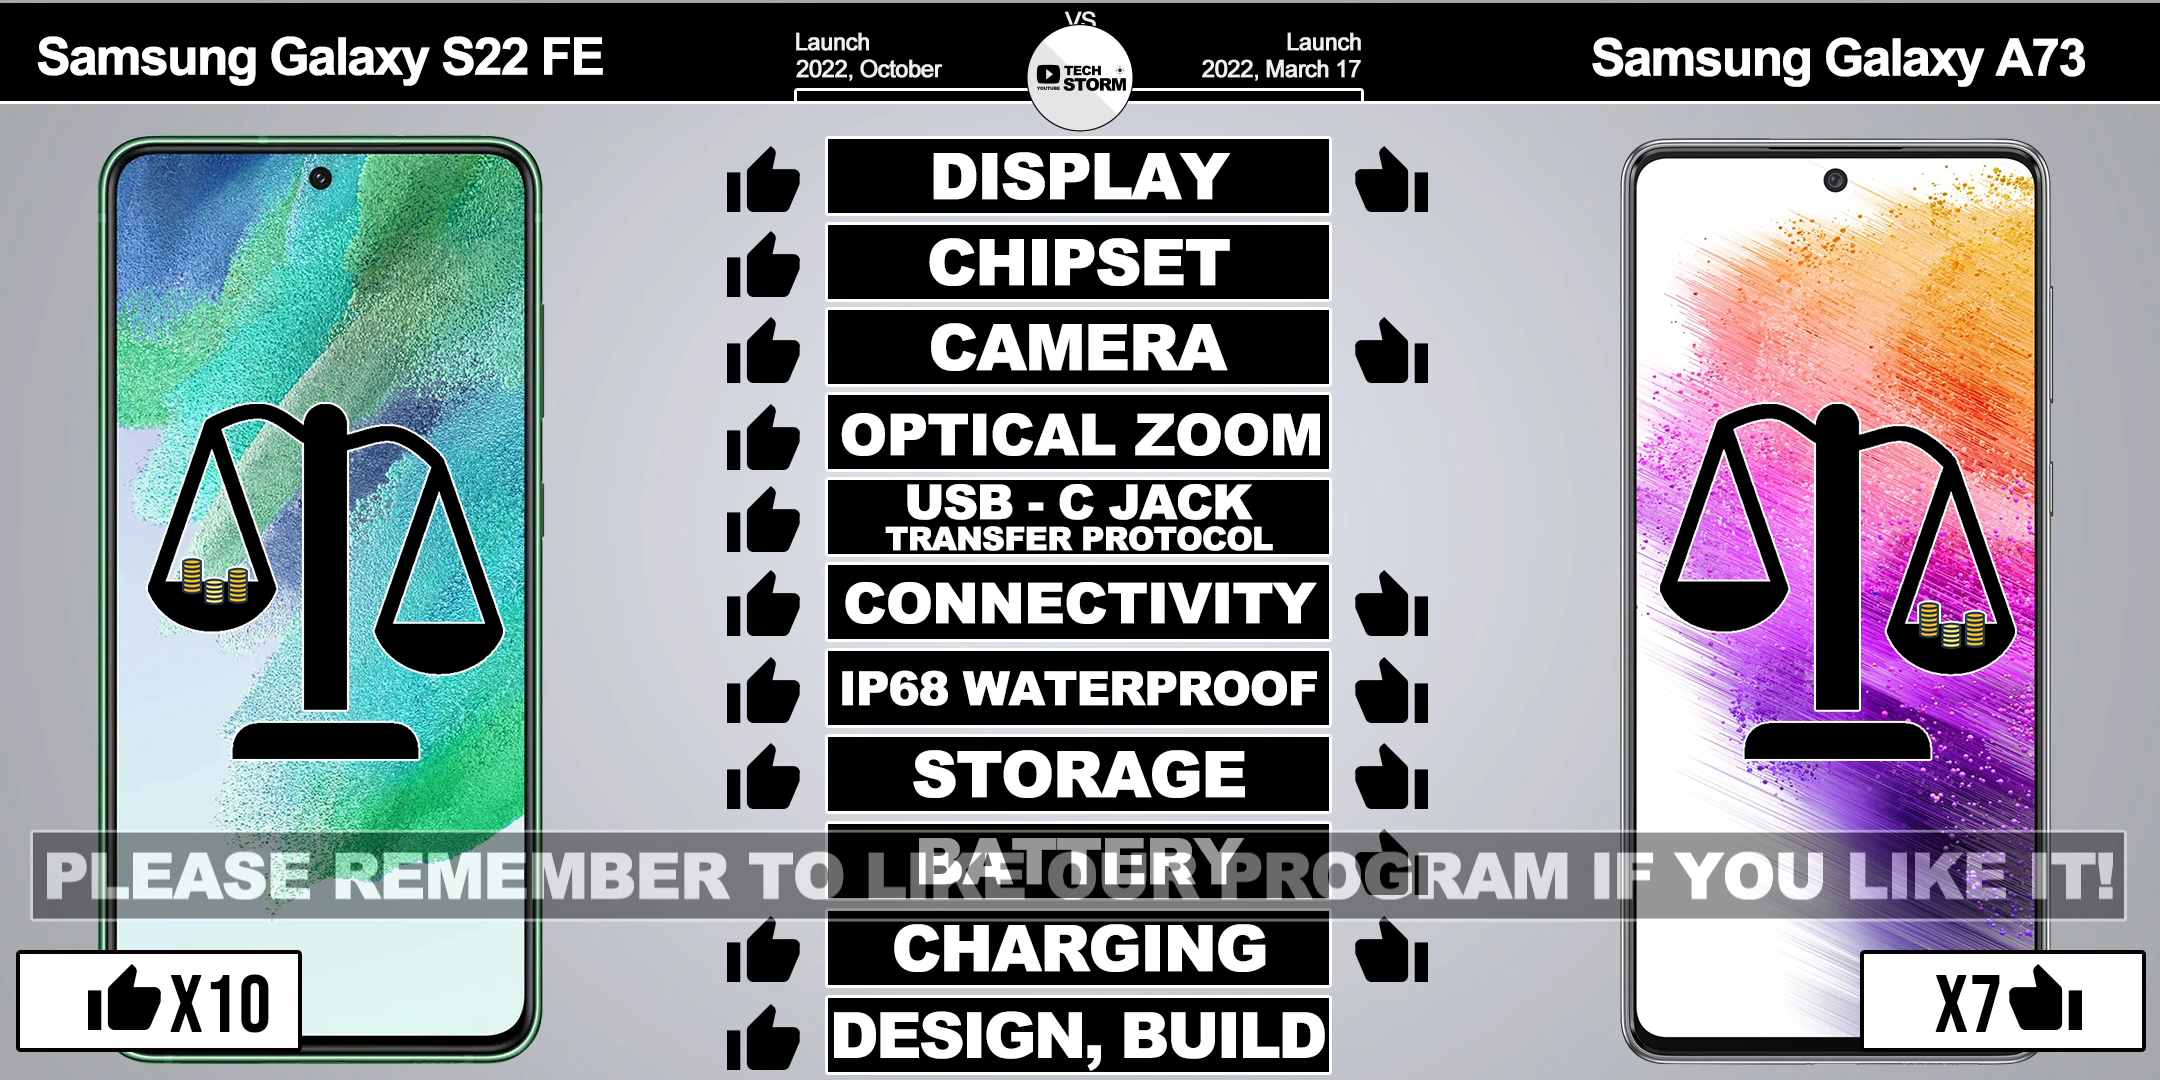 VS
Samsung Galaxy S22 FE
Launch
2022, October
YOUTUBE
TECH
STORM
Launch
2022, March 17
Samsung Galaxy A73
DISPLAY
CHIPSET
CAMERA
OPTICAL ZOOM
USB - C JACK
TRANSFER PROTOCOL
CONNECTIVITY
IP68 WATERPROOF
STORAGE
BATTERY
PLEASE REMEMBER TO LIKE OUR PROGRAM IF YOU LIKE IT!
CHARGING
DESIGN, BUILD
X10
X7